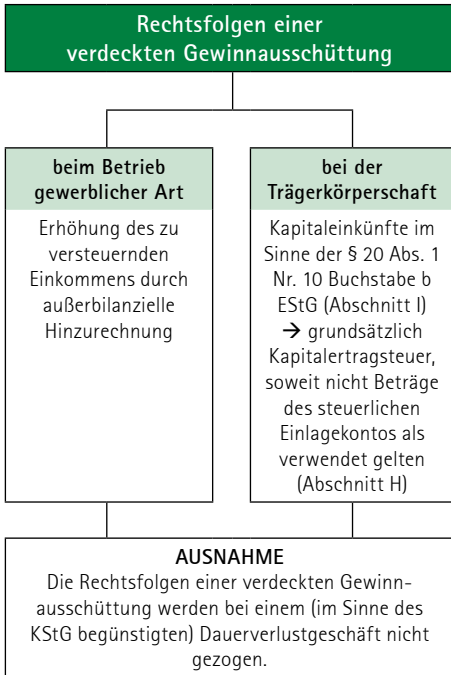 Rechtsfolgen einer
verdeckten Gewinnausschüttung
beim Betrieb
gewerblicher Art
Erhöhung des zu
versteuernden
Einkommens durch
außerbilanzielle
Hinzurechnung
bei der
Trägerkörperschaft
Kapitaleinkünfte im
Sinne der § 20 Abs. 1
Nr. 10 Buchstabe b
EStG (Abschnitt I)
→ grundsätzlich
Kapitalertragsteuer,
soweit nicht Beträge
des steuerlichen
Einlagekontos als
verwendet gelten
(Abschnitt H)
AUSNAHME
Die Rechtsfolgen einer verdeckten Gewinn-
ausschüttung werden bei einem (im Sinne des
KStG begünstigten) Dauerverlustgeschäft nicht
gezogen.